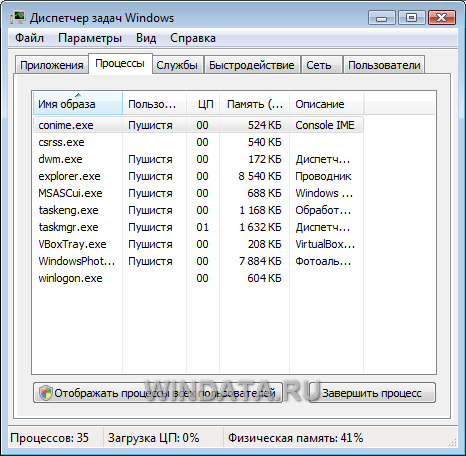 Диспетчер задач Windows
Файл Параметры Вид Справка
Приложения Процессы Службы Быстродействие Сеть Пользователи
Имя образа Пользо... ЦП Память (... Описание
conime.exe Пушистя 00 524 КБ Console IME
csrss.exe 00 540 КБ
dwm.exe Пушистя 00 172 КБ Диспетч...
explorer.exe Пушистя 00 8 540 КБ Проводник
MSASCui.exe Пушистя 00 688 КБ Windows ...
taskeng.exe Пушистя 00 1 168 КБ Обработ...
taskmgr.exe Пушистя 01 1 632 КБ Диспетч...
VBoxTray.exe Пушистя 00 208 КБ VirtualBox...
WindowsPhot... Пушистя 00 7 884 КБ Фотоаль...
winlogon.exe 00 604 КБ
Отображать процессы всех пользователей Завершить процесс
WINDATA.RU
Процессов: 35 Загрузка ЦП: 0% Физическая память: 41%